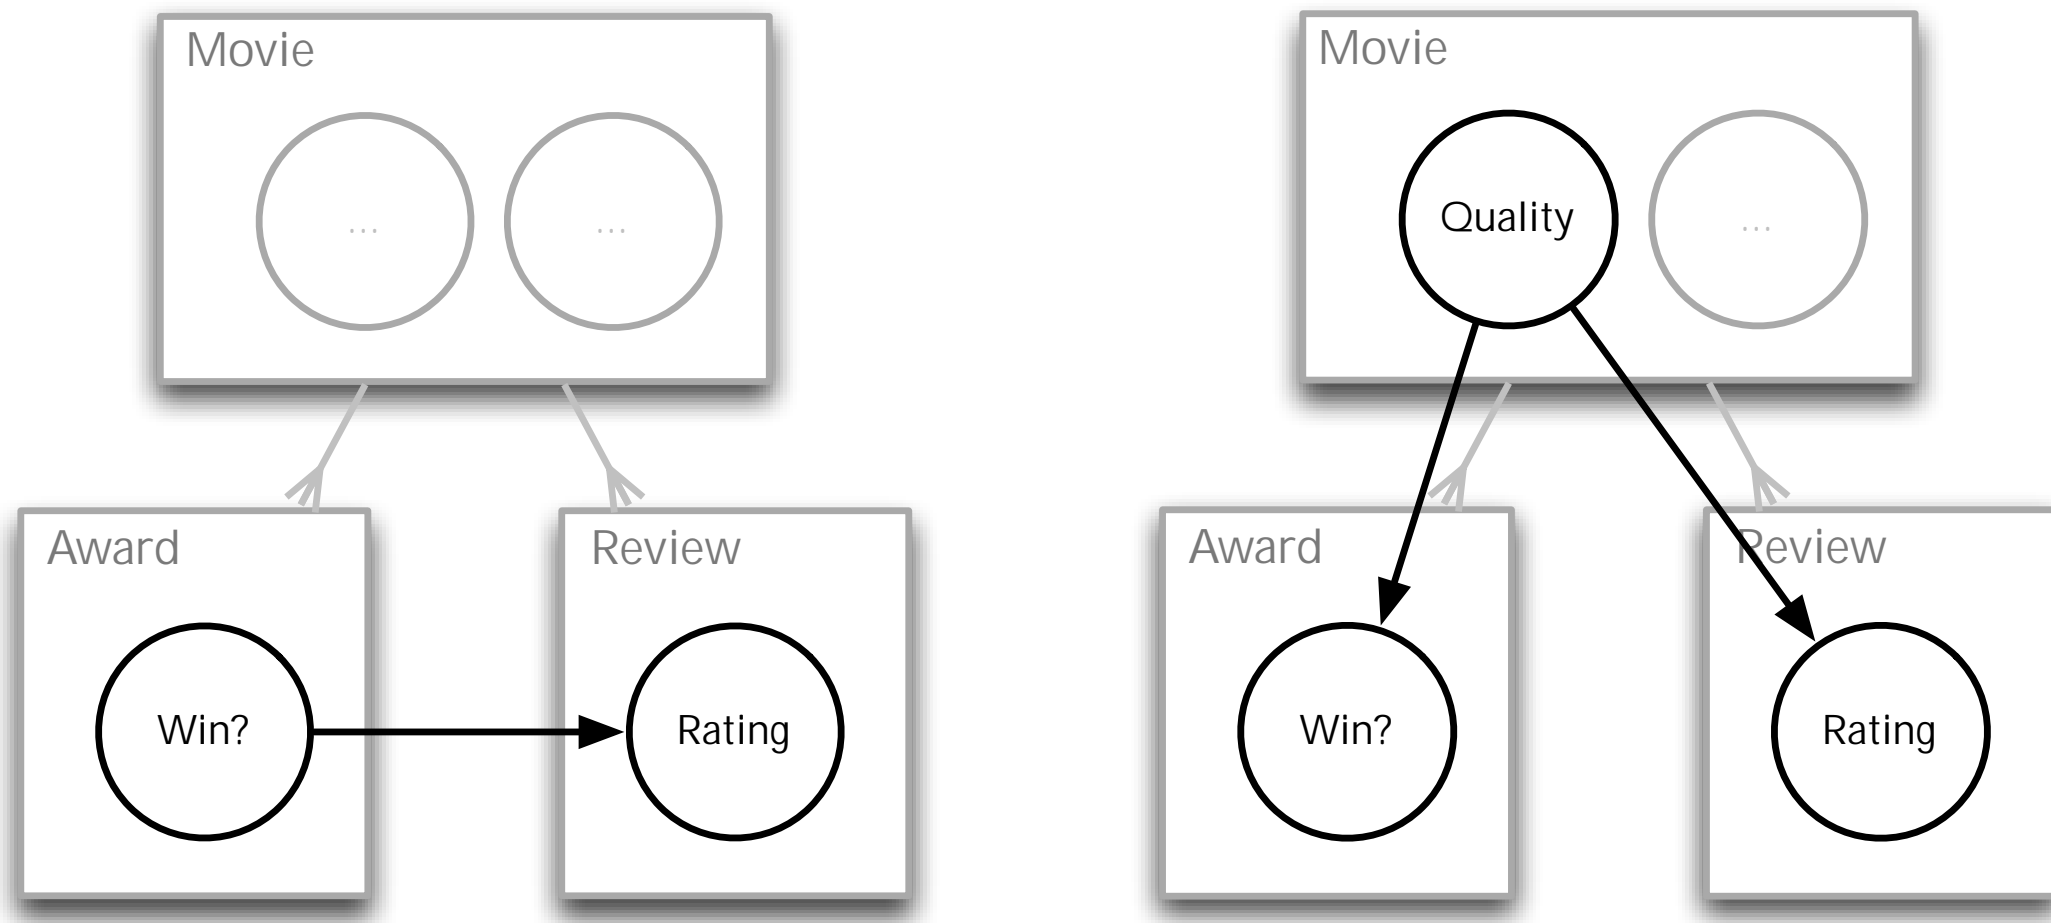 Movie
...
...
Award
Review
Win?
Rating
Movie
Quality
...
Award
Review
Win?
Rating